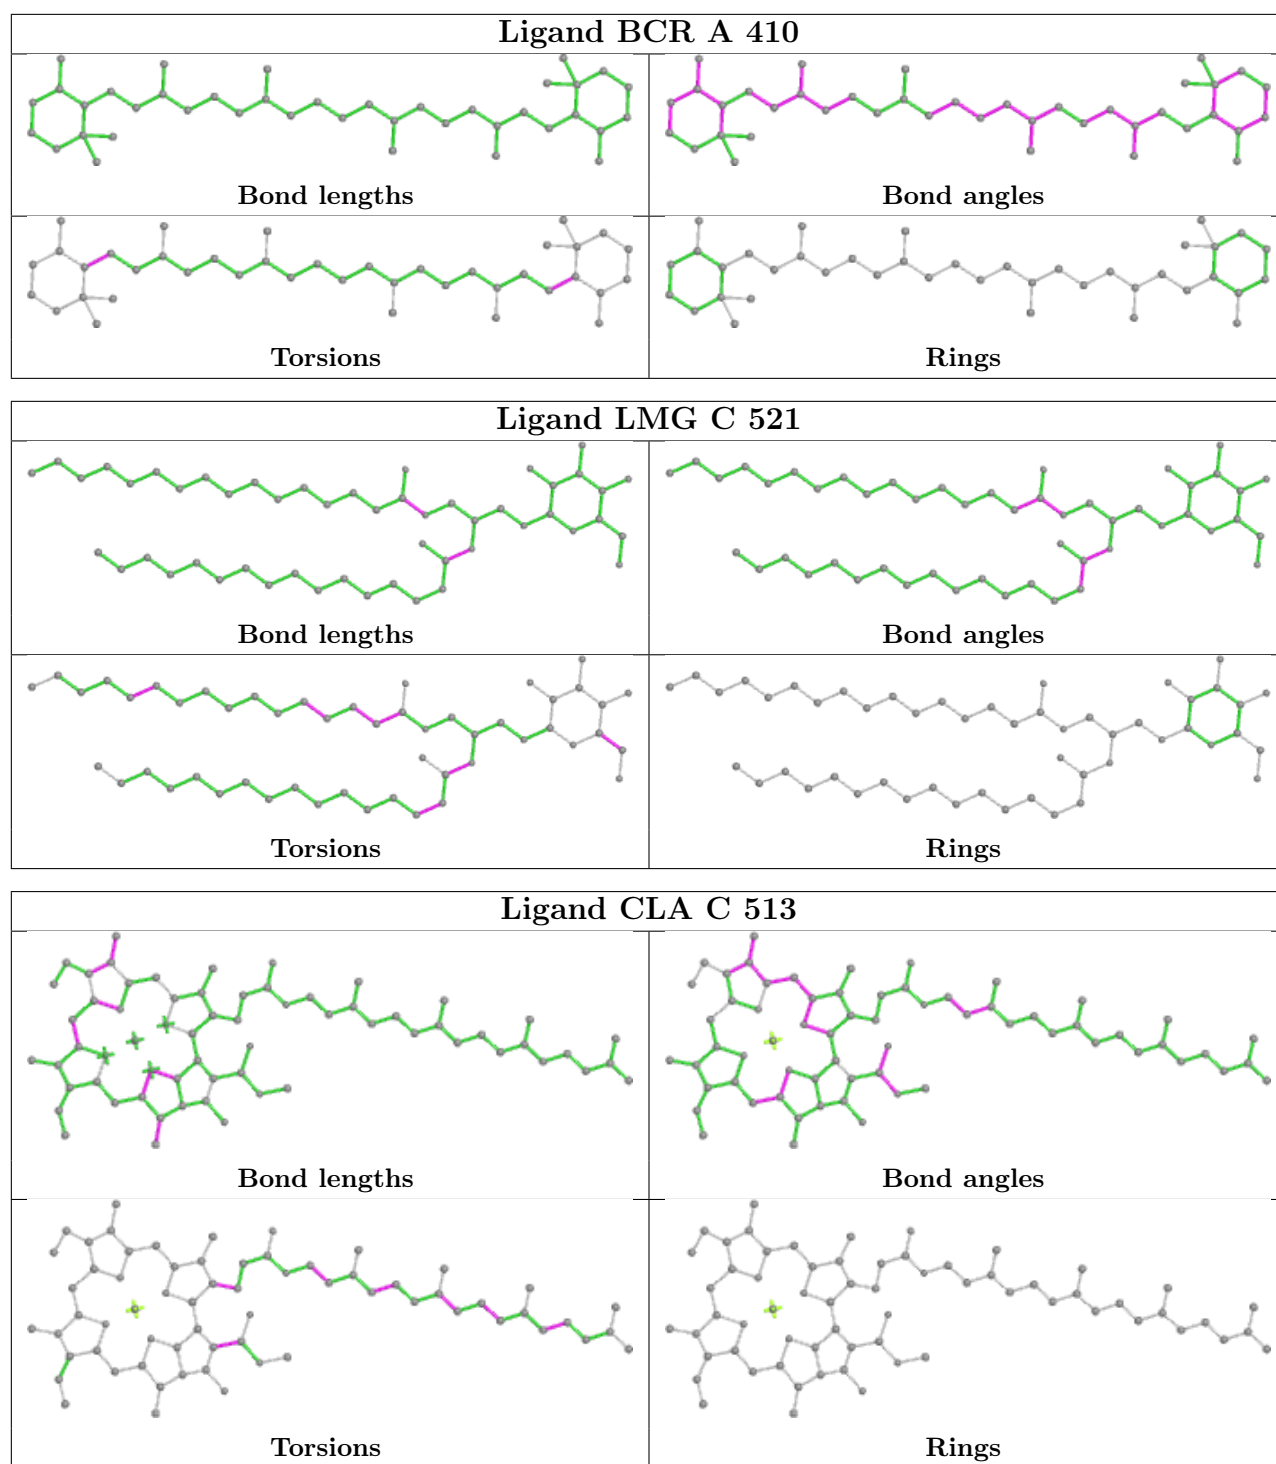 Ligand BCR A 410
Bond lengths
Bond angles
Torsions
Rings
Ligand LMG C 521
Bond lengths
Bond angles
Torsions
Rings
Ligand CLA C 513
Bond lengths
Bond angles
Torsions
Rings